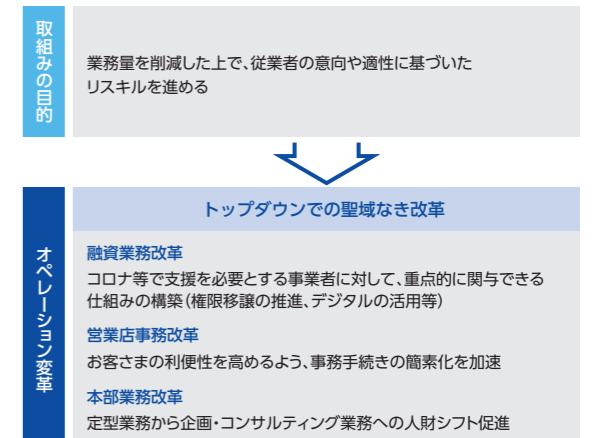 取組みの目的
業務量を削減した上で、従業者の意向や適性に基づいた
リスキルを進める
オペレーション変革
トップダウンでの聖域なき改革
融資業務改革
コロナ等で支援を必要とする事業者に対して、重点的に関与できる
仕組みの構築(権限移譲の推進、デジタルの活用等)
営業店事務改革
お客さまの利便性を高めるよう、事務手続きの簡素化を加速
本部業務改革
定型業務から企画・コンサルティング業務への人財シフト促進